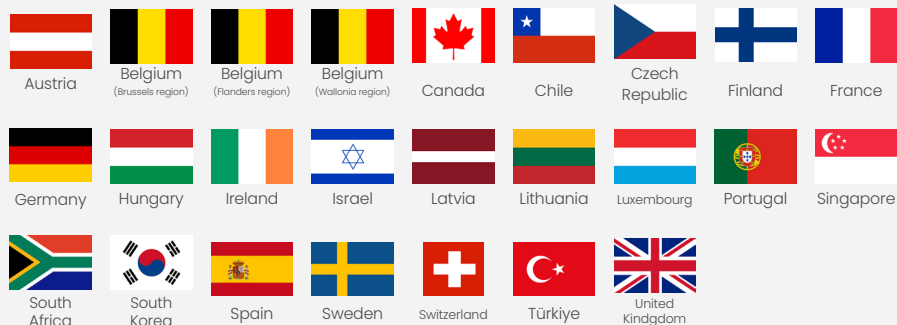 Austria
Belgium
(Brussels region)
Belgium
(Flanders region)
Belgium
(Wallonia region)
Canada
Chile
Czech
Republic
Finland
France
Germany
Hungary
Ireland
Israel
Latvia
Lithuania
Luxembourg
Portugal
Singapore
South
Africa
South
Korea
Spain
Sweden
Switzerland
Türkiye
United
Kindgdom